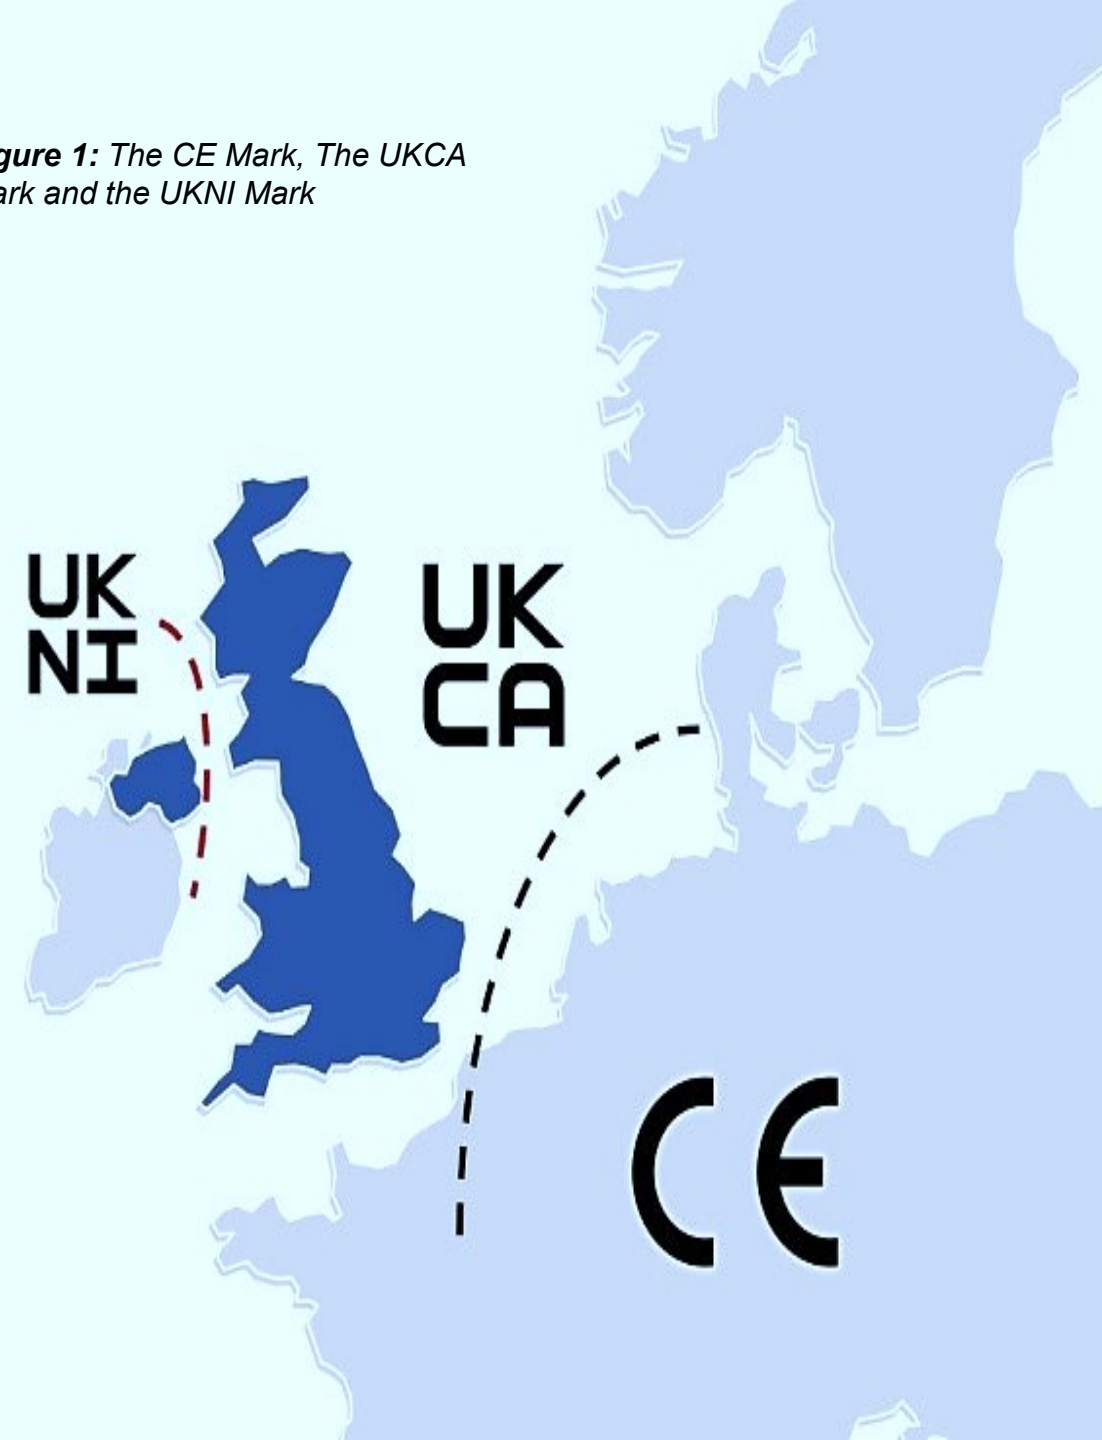 gure 1: The CE Mark, The UKCA
ark and the UKNI Mark
UK
NI
UK
CA
CE